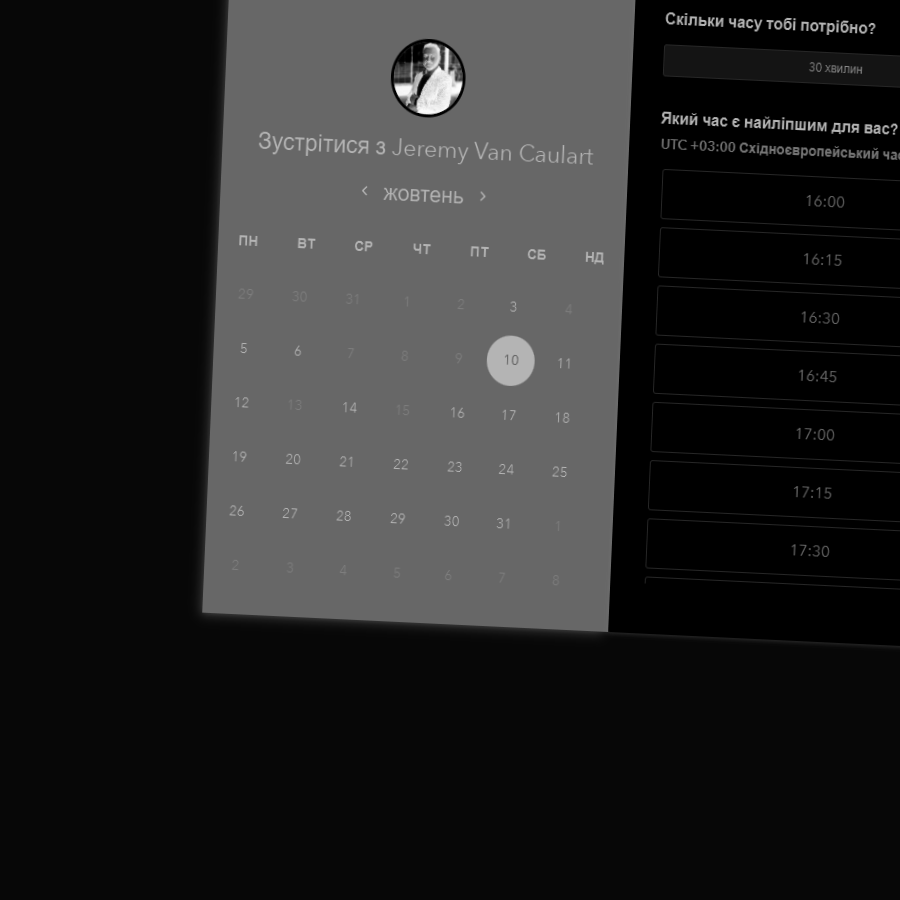 Зустрітися з Jeremy Van Caulart
‹ жовтень ›
ПН ВТ СР ЧТ ПТ СБ НД
29 30 31 1 2 3 4
5 6 7 8 9 10 11
12 13 14 15 16 17 18
19 20 21 22 23 24 25
26 27 28 29 30 31 1
2 3 4 5 6 7 8
Скільки часу тобі потрібно?
30 хвилин
Який час є найліпшим для вас?
UTC +03:00 Східноєвропейський час
16:00
16:15
16:30
16:45
17:00
17:15
17:30